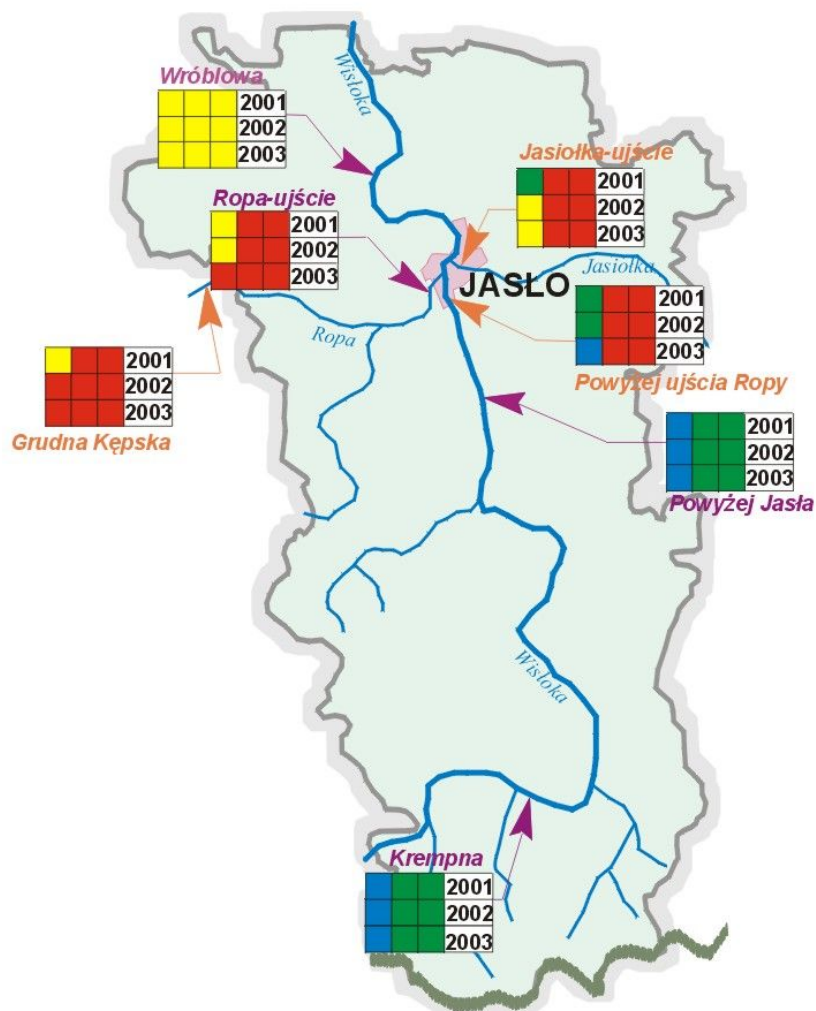 Wróblowa
2001
2002
2003
Wisłoka
Jasiołka-ujście
2001
2002
2003
Ropa-ujście
2001
2002
2003
Jasiołka
JASŁO
2001
2002
2003
Powyżej ujścia Ropy
Ropa
2001
2002
2003
Grudna Kępska
2001
2002
2003
Powyżej Jasła
Wisłoka
Krempna
2001
2002
2003